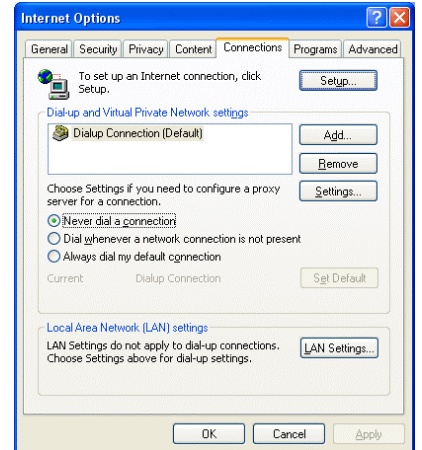 Internet Options
General Security Privacy Content Connections Programs Advanced
To set up an Internet connection, click
Setup.
Setup...
Dial-up and Virtual Private Network settings
Dialup Connection (Default)
Add...
Remove
Choose Settings if you need to configure a proxy
server for a connection.
Settings...
Never dial a connection
Dial whenever a network connection is not present
Always dial my default connection
Current Dialup Connection Set Default
Local Area Network (LAN) settings
LAN Settings do not apply to dial-up connections.
Choose Settings above for dial-up settings.
LAN Settings...
OK Cancel Apply